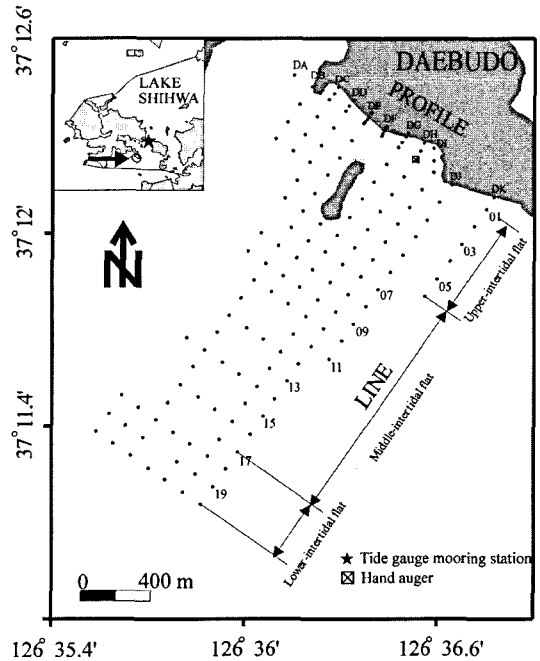 37° 12.6'
DAEBUDO
LAKE
SHIHWA
PROFILE
DA
DB
DC
DD
DE
DF
DG
DH
DI
DJ
DK
01
03
05
07
09
11
13
15
17
19
37° 12'
N
Upper-intertidal flat
LINE
Middle-intertidal flat
37° 11.4'
Lower-intertidal flat
Tide gauge mooring station
Hand auger
0 400 m
126° 35.4' 126° 36' 126° 36.6'